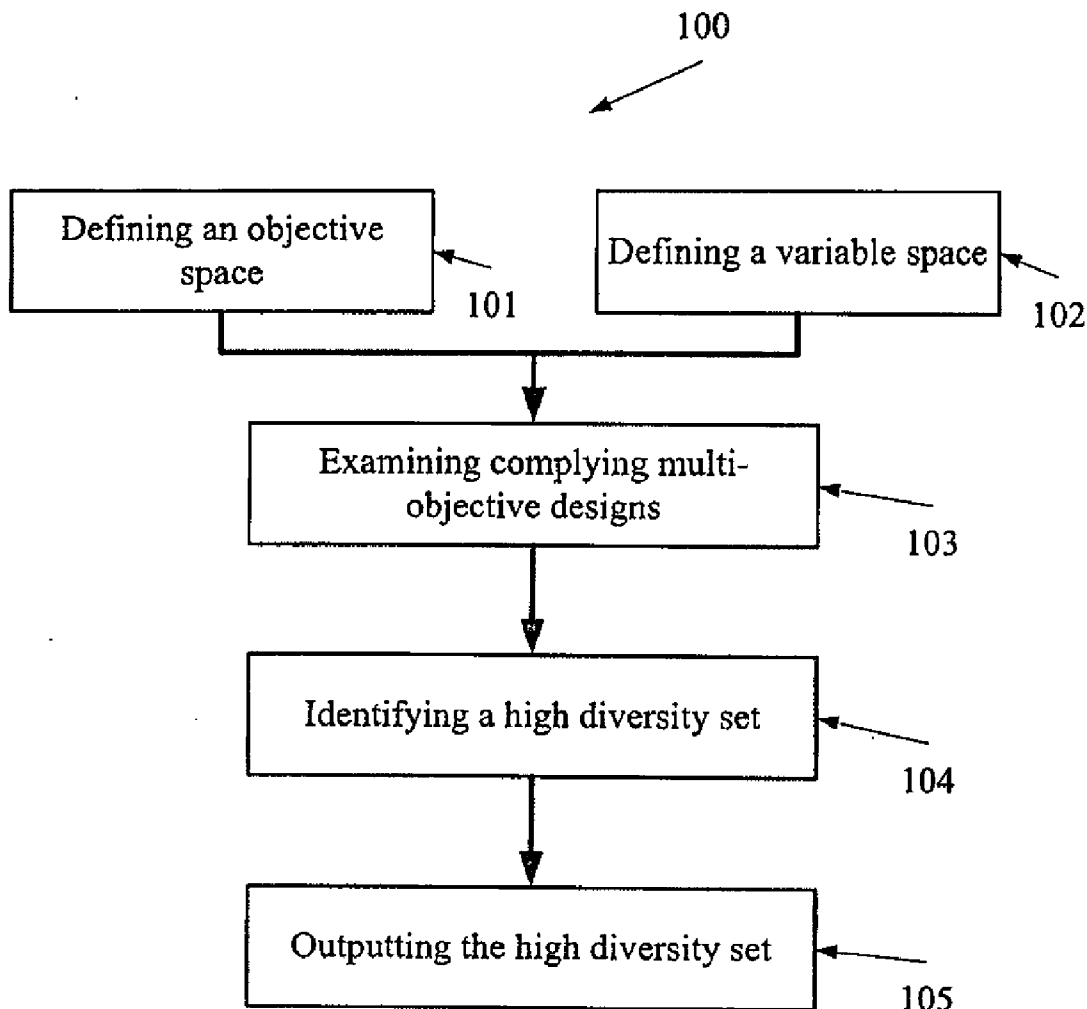 100
Defining an objective
space
101
Defining a variable space
102
Examining complying multi-
objective designs
103
Identifying a high diversity set
104
Outputting the high diversity set
105